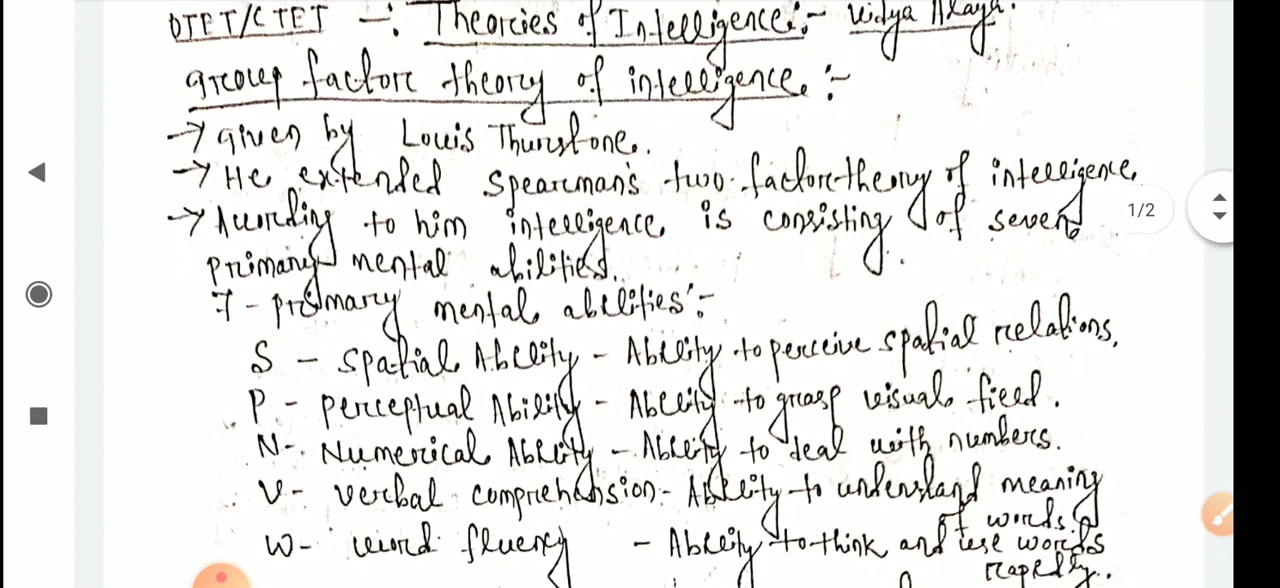 OTET/CTET -: Theories of Intelligence:- Vidya Alaya.
group factor theory of intelligence :-
→ given by Louis Thurstone.
→ He extended Spearman's two-factor theory of intelligence.
→ According to him intelligence is consisting of seven
primary mental abilities.
7 - primary mental abilities :-
S - Spatial Ability - Ability to perceive spatial relations.
P - Perceptual Ability - Ability to grasp visual field.
N - Numerical Ability - Ability to deal with numbers.
V - verbal comprehension - Ability to understand meaning
of words.
W - word fluency - Ability to think and use words
rapedly.
1/2